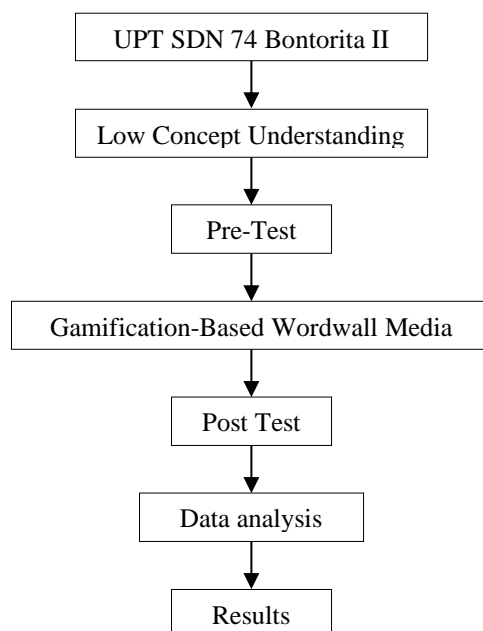 UPT SDN 74 Bontorita II
Low Concept Understanding
Pre-Test
Gamification-Based Wordwall Media
Post Test
Data analysis
Results